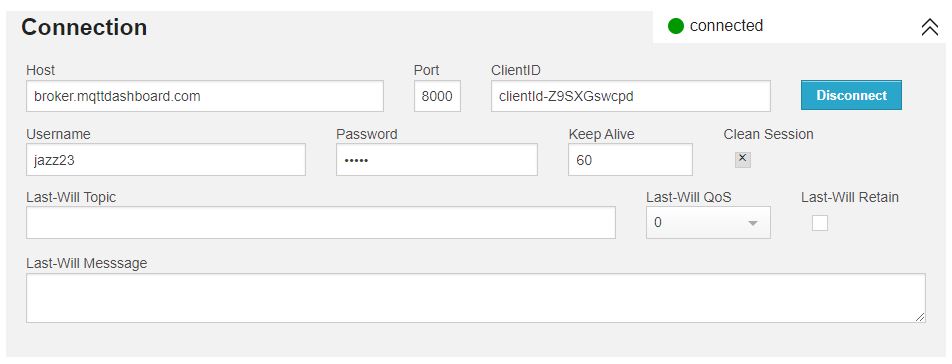 Connection
connected
Host Port ClientID
broker.mqttdashboard.com 8000 clientId-Z9SXGswcpd Disconnect
Username Password Keep Alive Clean Session
jazz23 ••••• 60
Last-Will Topic Last-Will QoS Last-Will Retain
0
Last-Will Messsage